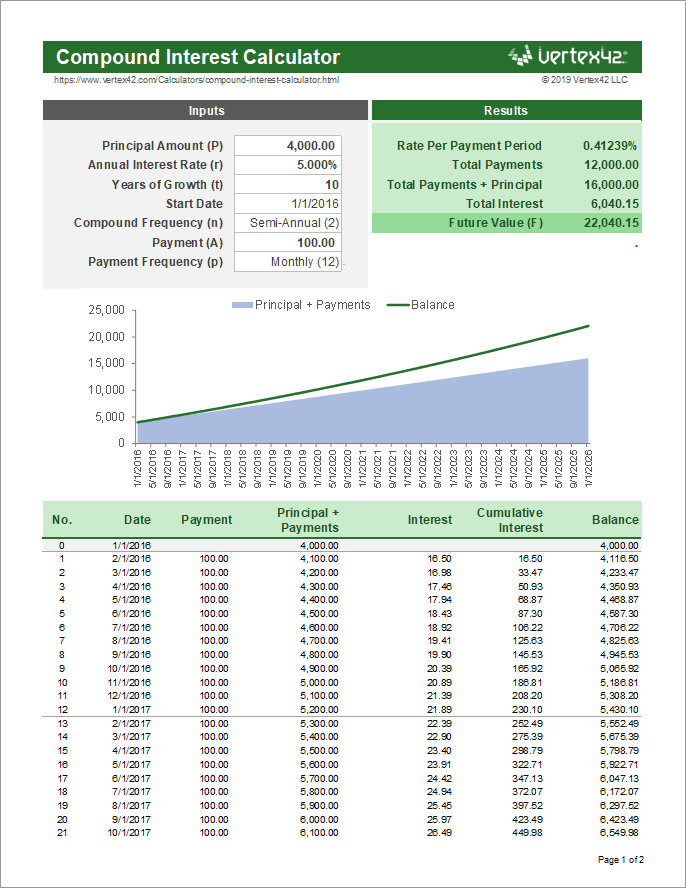 Compound Interest Calculator
vertex42
https://www.vertex42.com/Calculators/compound-interest-calculator.html
© 2019 Vertex42 LLC
Inputs
Principal Amount (P) 4,000.00
Annual Interest Rate (r) 5.000%
Years of Growth (t) 10
Start Date 1/1/2016
Compound Frequency (n) Semi-Annual (2)
Payment (A) 100.00
Payment Frequency (p) Monthly (12)
Results
Rate Per Payment Period 0.41239%
Total Payments 12,000.00
Total Payments + Principal 16,000.00
Total Interest 6,040.15
Future Value (F) 22,040.15
Principal + Payments Balance
25,000
20,000
15,000
10,000
5,000
0
1/1/2016 5/1/2016 9/1/2016 1/1/2017 5/1/2017 9/1/2017 1/1/2018 5/1/2018 9/1/2018 1/1/2019 5/1/2019 9/1/2019 1/1/2020 5/1/2020 9/1/2020 1/1/2021 5/1/2021 9/1/2021 1/1/2022 5/1/2022 9/1/2022 1/1/2023 5/1/2023 9/1/2023 1/1/2024 5/1/2024 9/1/2024 1/1/2025 5/1/2025 9/1/2025 1/1/2026
No. Date Payment Principal + Payments Interest Cumulative Interest Balance
0 1/1/2016 4,000.00 4,000.00
1 2/1/2016 100.00 4,100.00 16.50 16.50 4,116.50
2 3/1/2016 100.00 4,200.00 16.98 33.47 4,233.47
3 4/1/2016 100.00 4,300.00 17.46 50.93 4,350.93
4 5/1/2016 100.00 4,400.00 17.94 68.87 4,468.87
5 6/1/2016 100.00 4,500.00 18.43 87.30 4,587.30
6 7/1/2016 100.00 4,600.00 18.92 106.22 4,706.22
7 8/1/2016 100.00 4,700.00 19.41 125.63 4,825.63
8 9/1/2016 100.00 4,800.00 19.90 145.53 4,945.53
9 10/1/2016 100.00 4,900.00 20.39 165.92 5,065.92
10 11/1/2016 100.00 5,000.00 20.89 186.81 5,186.81
11 12/1/2016 100.00 5,100.00 21.39 208.20 5,308.20
12 1/1/2017 100.00 5,200.00 21.89 230.10 5,430.10
13 2/1/2017 100.00 5,300.00 22.39 252.49 5,552.49
14 3/1/2017 100.00 5,400.00 22.90 275.39 5,675.39
15 4/1/2017 100.00 5,500.00 23.40 298.79 5,798.79
16 5/1/2017 100.00 5,600.00 23.91 322.71 5,922.71
17 6/1/2017 100.00 5,700.00 24.42 347.13 6,047.13
18 7/1/2017 100.00 5,800.00 24.94 372.07 6,172.07
19 8/1/2017 100.00 5,900.00 25.45 397.52 6,297.52
20 9/1/2017 100.00 6,000.00 25.97 423.49 6,423.49
21 10/1/2017 100.00 6,100.00 26.49 449.98 6,549.98
Page 1 of 2